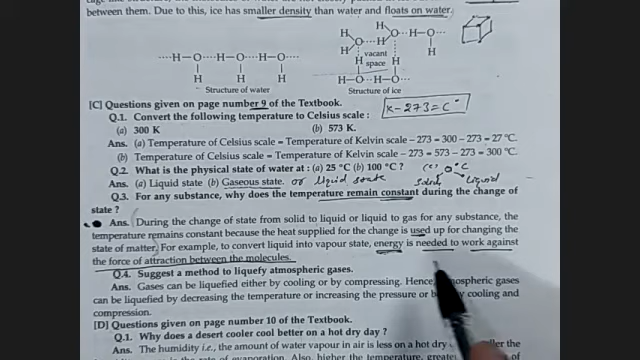 between them. Due to this, ice has smaller density than water and floats on water.
H H
O···H O···H—O···
H H
······H—O···H—O···H—O······
vacant
space
H H H
H H H
H—O···H—O···
Structure of water Structure of ice
[C] Questions given on page number 9 of the Textbook.
K - 273 = C°
Q.1. Convert the following temperature to Celsius scale :
(a) 300 K (b) 573 K.
Ans. (a) Temperature of Celsius scale = Temperature of Kelvin scale − 273 = 300 − 273 = 27 °C.
(b) Temperature of Celsius scale = Temperature of Kelvin scale − 273 = 573 − 273 = 300 °C.
Q.2. What is the physical state of water at : (a) 25 °C (b) 100 °C ? (c) 0°C
Ans. (a) Liquid state (b) Gaseous state. or liquid state Solid Liquid
Q.3. For any substance, why does the temperature remain constant during the change of
state ?
Ans. During the change of state from solid to liquid or liquid to gas for any substance, the
temperature remains constant because the heat supplied for the change is used up for changing the
state of matter. For example, to convert liquid into vapour state, energy is needed to work against
the force of attraction between the molecules.
Q.4. Suggest a method to liquefy atmospheric gases.
Ans. Gases can be liquefied either by cooling or by compressing. Hence, atmospheric gases
can be liquefied by decreasing the temperature or increasing the pressure or by cooling and
compression.
[D] Questions given on page number 10 of the Textbook.
Q.1. Why does a desert cooler cool better on a hot dry day ?
Ans. The humidity i.e., the amount of water vapour in air is less on a hot dry